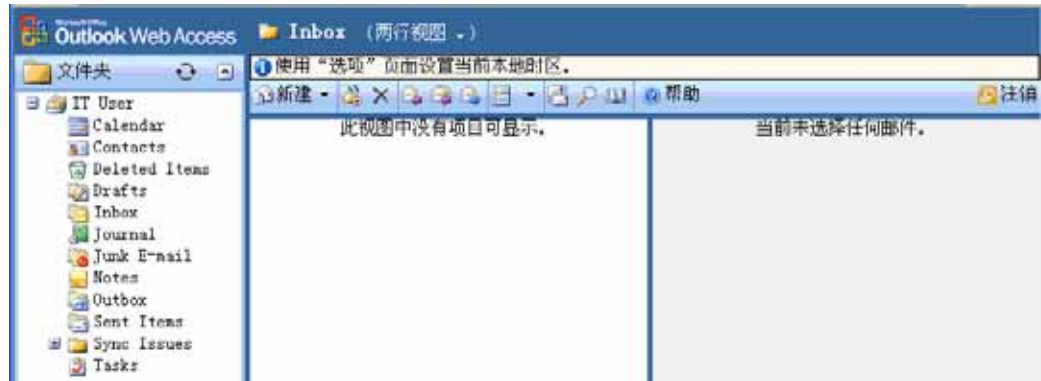 Outlook Web Access
Inbox (两行视图 .)
文件夹
使用“选项”页面设置当前本地时区.
新建
帮助
注销
IT User
Calendar
Contacts
Deleted Items
Drafts
Inbox
Journal
Junk E-mail
Notes
Outbox
Sent Items
Sync Issues
Tasks
此视图中没有项目可显示.
当前未选择任何邮件.